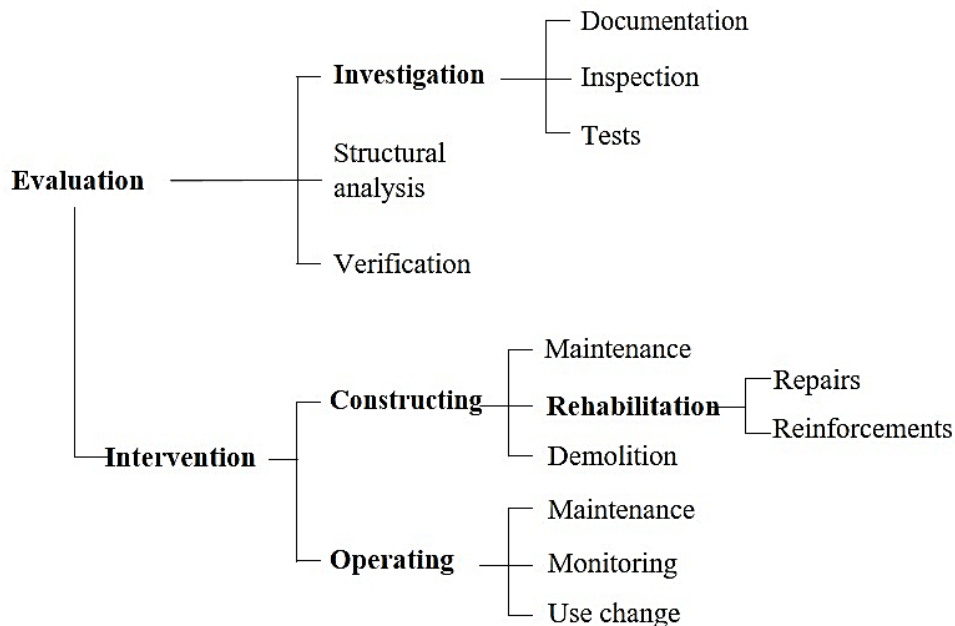 Documentation
Investigation
Inspection
Tests
Structural
analysis
Evaluation
Verification
Maintenance
Constructing
Rehabilitation
Repairs
Reinforcements
Demolition
Intervention
Maintenance
Operating
Monitoring
Use change